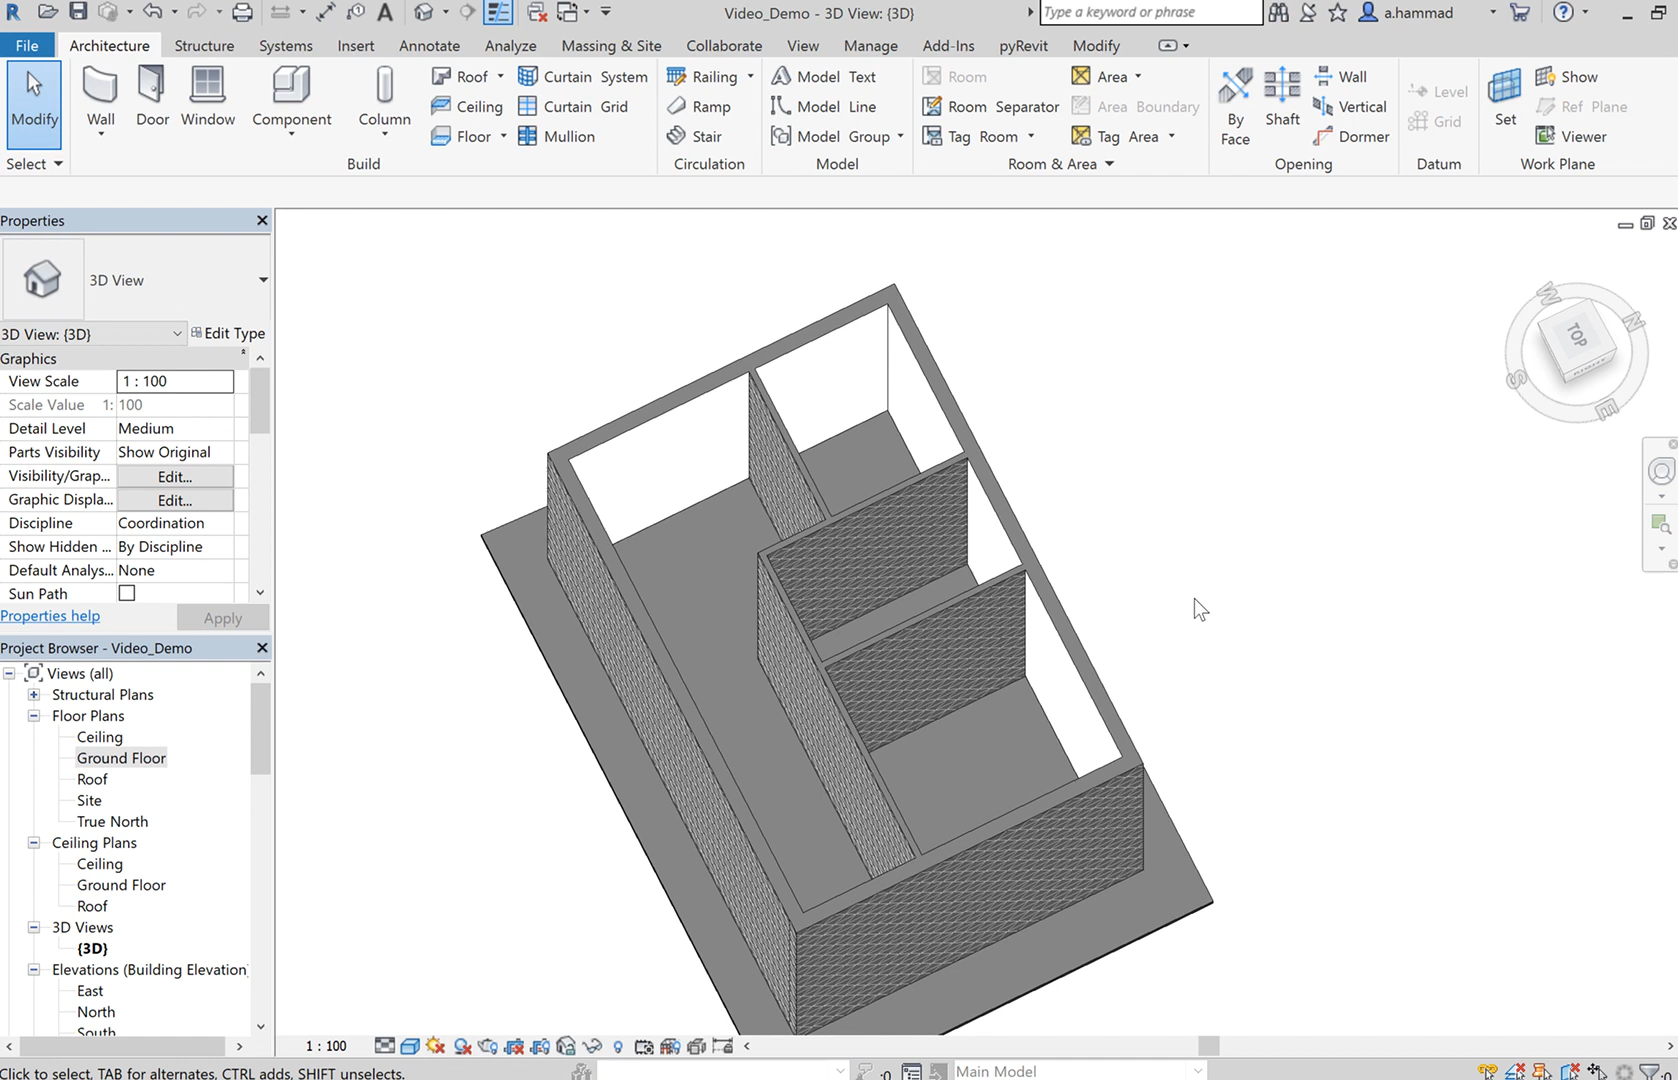 Video_Demo - 3D View: {3D}
Type a keyword or phrase
a.hammad
File Architecture Structure Systems Insert Annotate Analyze Massing & Site Collaborate View Manage Add-Ins pyRevit Modify
Modify
Select
Wall
Door
Window
Component
Column
Roof
Ceiling
Floor
Curtain System
Curtain Grid
Mullion
Build
Railing
Ramp
Stair
Circulation
Model Text
Model Line
Model Group
Model
Room
Room Separator
Tag Room
Area
Area Boundary
Tag Area
Room & Area
By Face
Shaft
Wall
Vertical
Dormer
Opening
Level
Grid
Datum
Set
Show
Ref Plane
Viewer
Work Plane
Properties
3D View
3D View: {3D}
Edit Type
Graphics
View Scale 1 : 100
Scale Value 1: 100
Detail Level Medium
Parts Visibility Show Original
Visibility/Grap... Edit...
Graphic Displa... Edit...
Discipline Coordination
Show Hidden ... By Discipline
Default Analys... None
Sun Path
Properties help
Apply
Project Browser - Video_Demo
Views (all)
Structural Plans
Floor Plans
Ceiling
Ground Floor
Roof
Site
True North
Ceiling Plans
Ceiling
Ground Floor
Roof
3D Views
{3D}
Elevations (Building Elevation)
East
North
South
TOP
RIGHT
W
N
S
E
1 : 100
Click to select, TAB for alternates, CTRL adds, SHIFT unselects.
:0
Main Model
:0